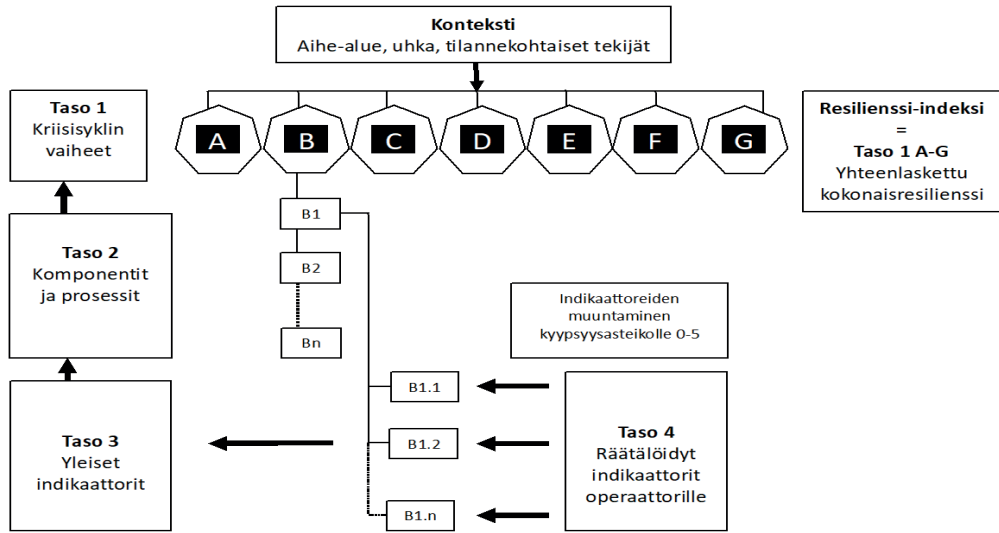 Konteksti
Aihe-alue, uhka, tilannekohtaiset tekijät
Taso 1
Kriisisyklin
vaiheet
A
B
C
D
E
F
G
Resilienssi-indeksi
=
Taso 1 A-G
Yhteenlaskettu
kokonaisresilienssi
Taso 2
Komponentit
ja prosessit
B1
B2
Bn
Indikaattoreiden
muuntaminen
kyypsyysasteikolle 0-5
Taso 3
Yleiset
indikaattorit
B1.1
B1.2
B1.n
Taso 4
Räätälöidyt
indikaattorit
operaattorille